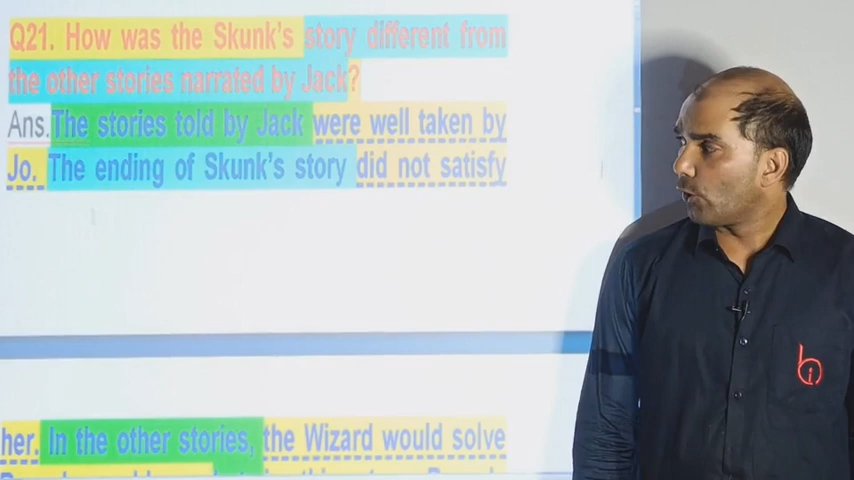 Q21. How was the Skunk's story different from
the other stories narrated by Jack?
Ans.The stories told by Jack were well taken by
Jo. The ending of Skunk's story did not satisfy
her. In the other stories, the Wizard would solve